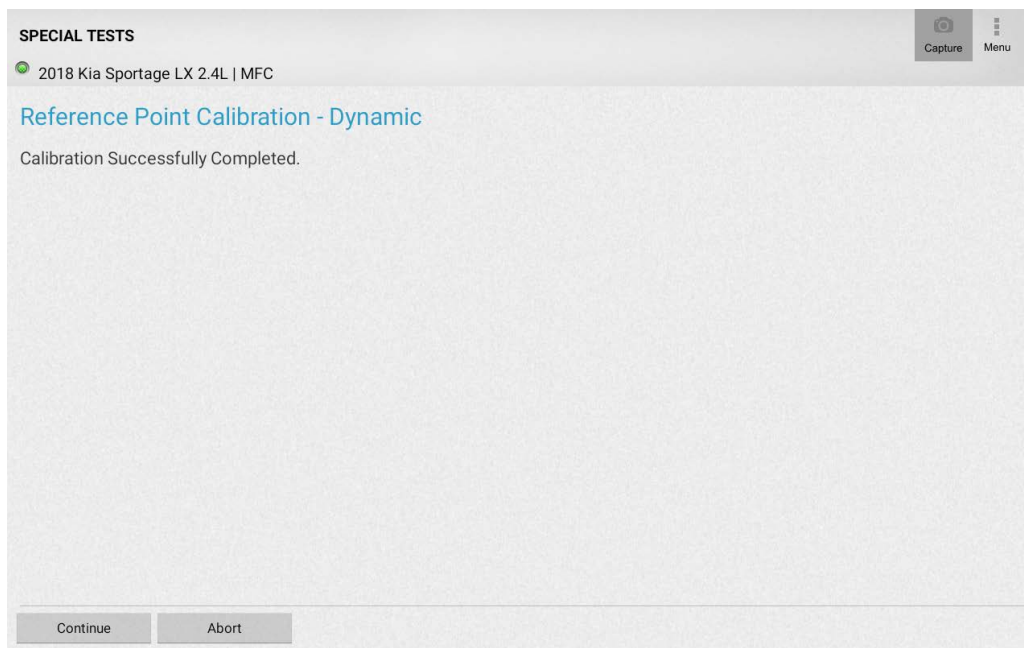 SPECIAL TESTS
Capture
Menu
2018 Kia Sportage LX 2.4L | MFC
Reference Point Calibration - Dynamic
Calibration Successfully Completed.
Continue
Abort